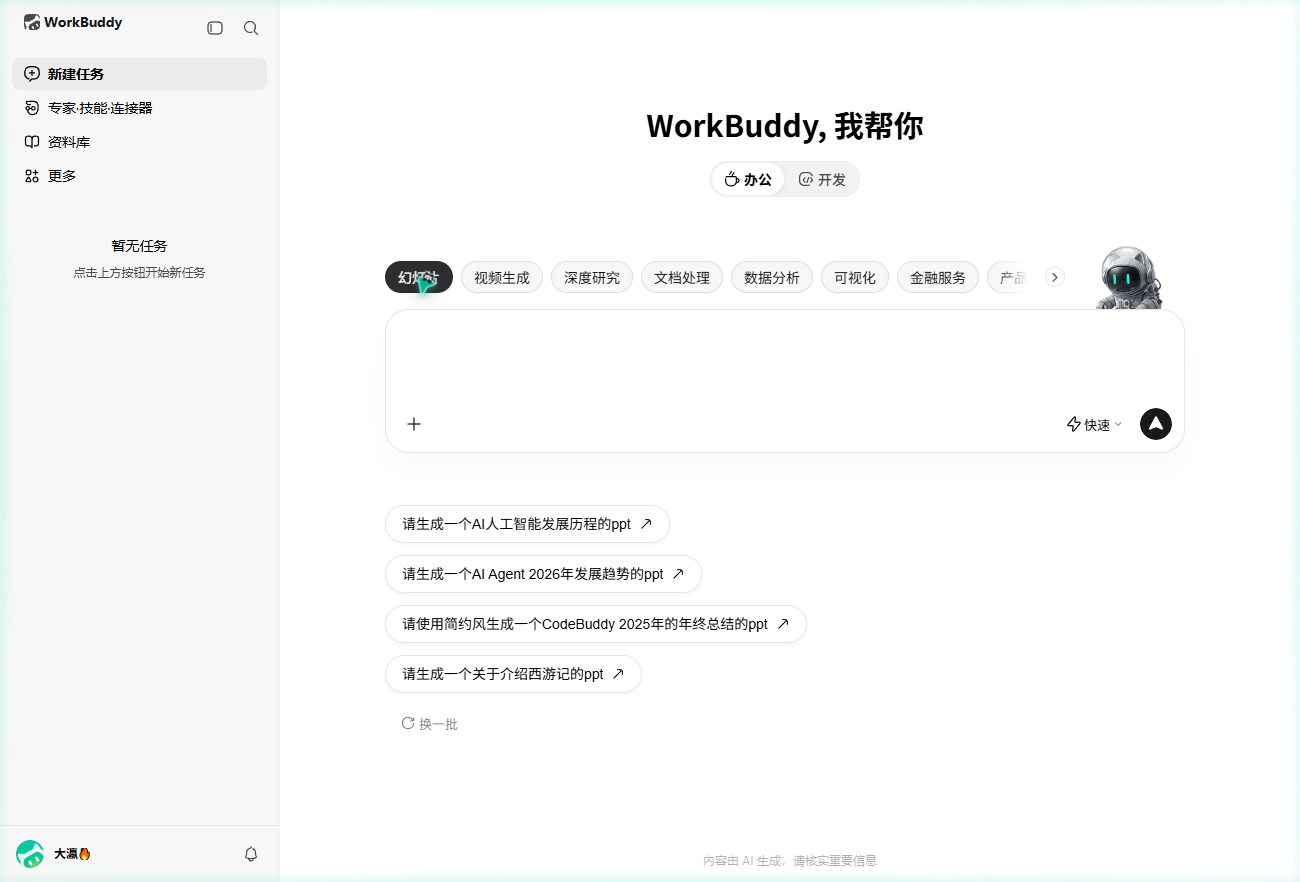 WorkBuddy
新建任务
专家·技能·连接器
资料库
更多
暂无任务
点击上方按钮开始新任务
大瀛🔥
WorkBuddy, 我帮你
办公 开发
幻灯片 视频生成 深度研究 文档处理 数据分析 可视化 金融服务 产品
快速
请生成一个AI人工智能发展历程的ppt
请生成一个AI Agent 2026年发展趋势的ppt
请使用简约风生成一个CodeBuddy 2025年的年终总结的ppt
请生成一个关于介绍西游记的ppt
换一批
内容由 AI 生成，请核实重要信息